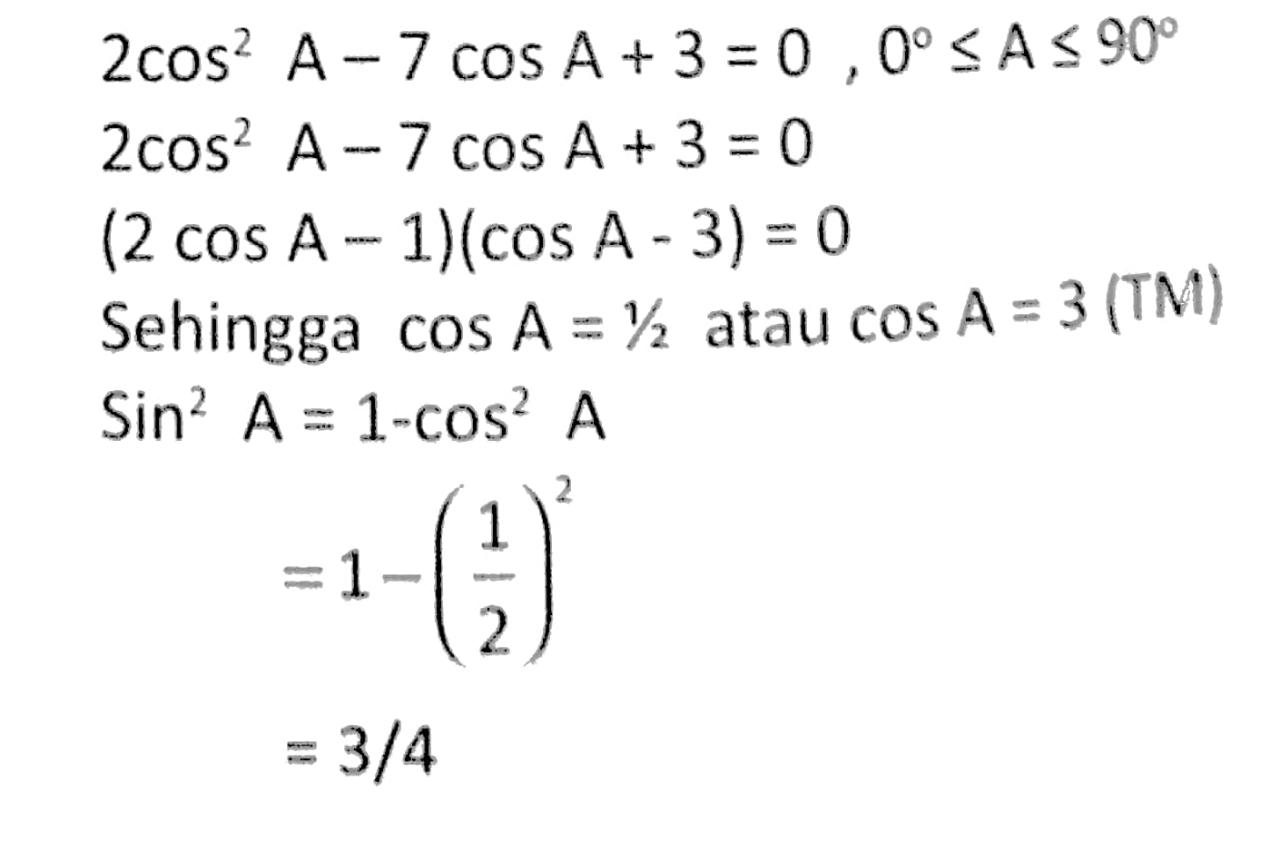 2cos² A – 7 cos A + 3 = 0 , 0° ≤ A ≤ 90°
2cos² A – 7 cos A + 3 = 0
(2 cos A – 1)(cos A - 3) = 0
Sehingga cos A = ½ atau cos A = 3 (TM)
Sin² A = 1-cos² A
= 1 – (1/2)²
= 3/4